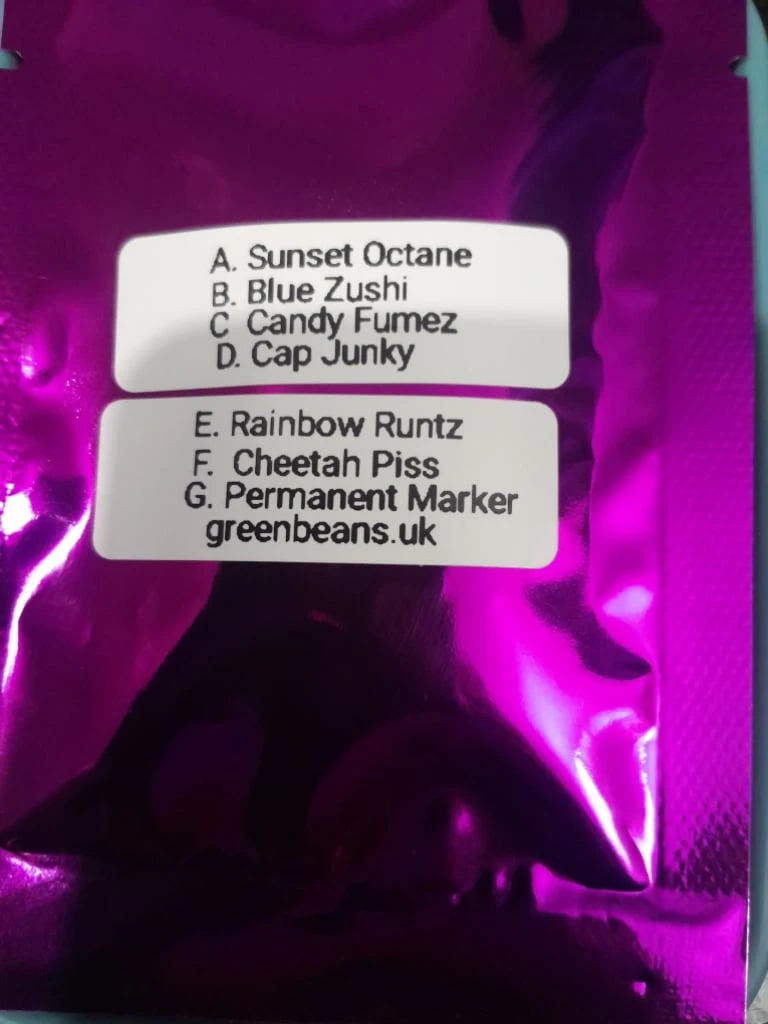 A. Sunset Octane
B. Blue Zushi
C Candy Fumez
D. Cap Junky
E. Rainbow Runtz
F. Cheetah Piss
G. Permanent Marker
greenbeans.uk